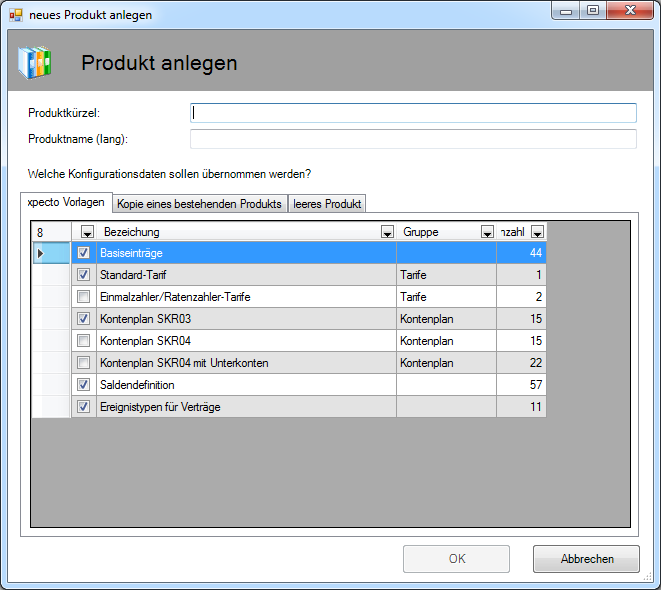 neues Produkt anlegen
Produkt anlegen
Produktkürzel:
Produktname (lang):
Welche Konfigurationsdaten sollen übernommen werden?
xpecto Vorlagen Kopie eines bestehenden Produkts leeres Produkt
8 Bezeichung Gruppe nzahl
Basiseinträge 44
Standard-Tarif Tarife 1
Einmalzahler/Ratenzahler-Tarife Tarife 2
Kontenplan SKR03 Kontenplan 15
Kontenplan SKR04 Kontenplan 15
Kontenplan SKR04 mit Unterkonten Kontenplan 22
Saldendefinition 57
Ereignistypen für Verträge 11
OK Abbrechen